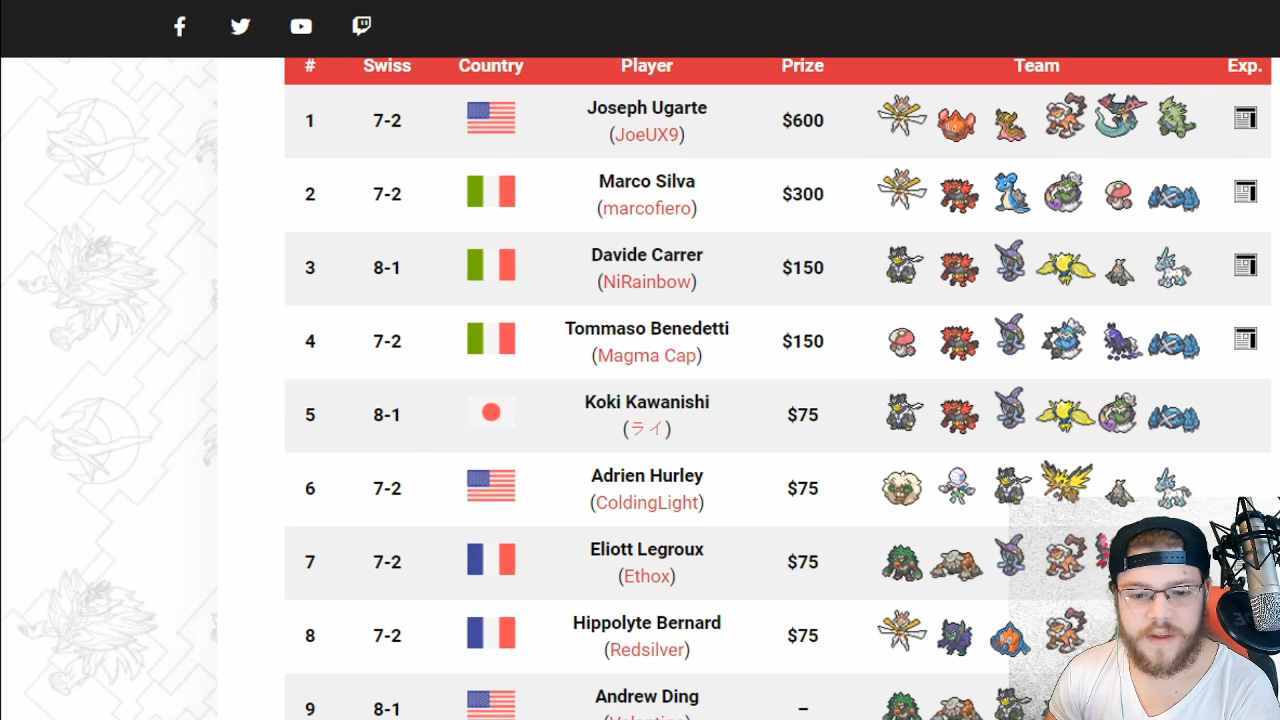 # Swiss Country Player Prize Team Exp.
1 7-2 Joseph Ugarte $600
(JoeUX9)
2 7-2 Marco Silva $300
(marcofiero)
3 8-1 Davide Carrer $150
(NiRainbow)
4 7-2 Tommaso Benedetti $150
(Magma Cap)
5 8-1 Koki Kawanishi $75
(ライ)
6 7-2 Adrien Hurley $75
(ColdingLight)
7 7-2 Eliott Legroux $75
(Ethox)
8 7-2 Hippolyte Bernard $75
(Redsilver)
9 8-1 Andrew Ding –